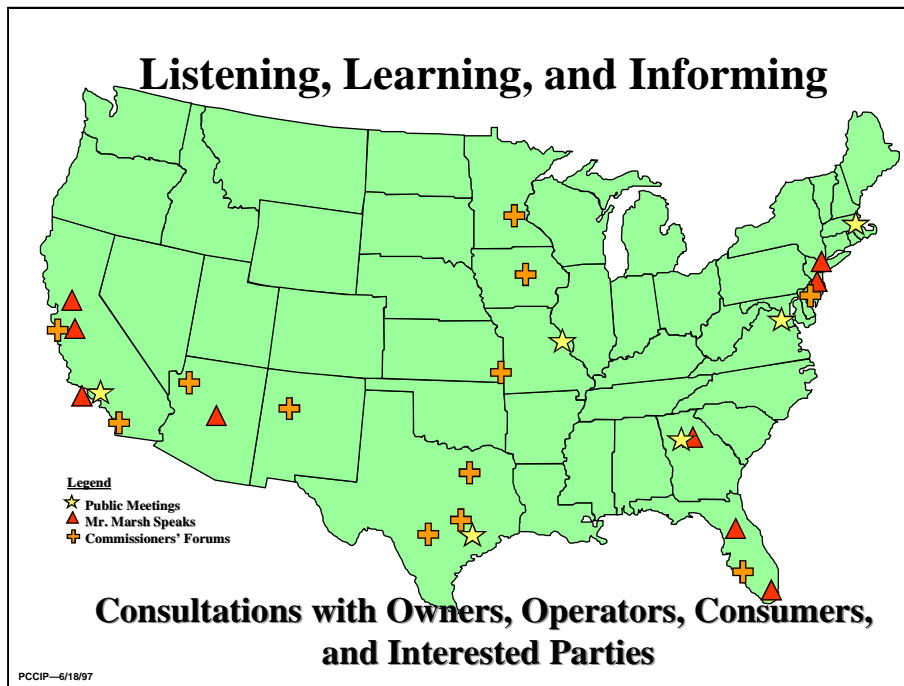 Listening, Learning, and Informing
Legend
Public Meetings
Mr. Marsh Speaks
Commissioners' Forums
Consultations with Owners, Operators, Consumers,
and Interested Parties
PCCIP—6/18/97